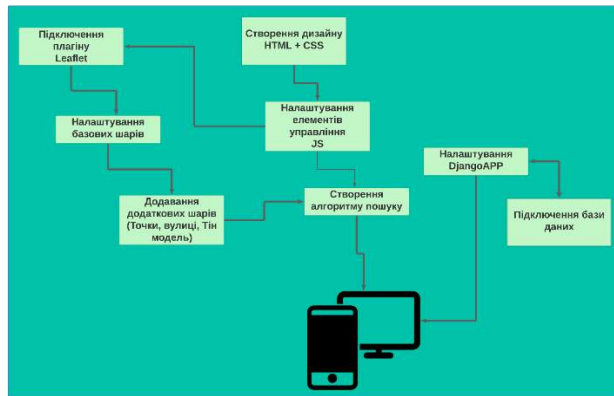 Підключення
плагіну
Leaflet
Створення дизайну
HTML + CSS
Налаштування
базових шарів
Налаштування
елементів
управління
JS
Налаштування
DjangoAPP
Додавання
додаткових шарів
(Точки, вулиці, Тін
модель)
Створення
алгоритму пошуку
Підключення бази
даних